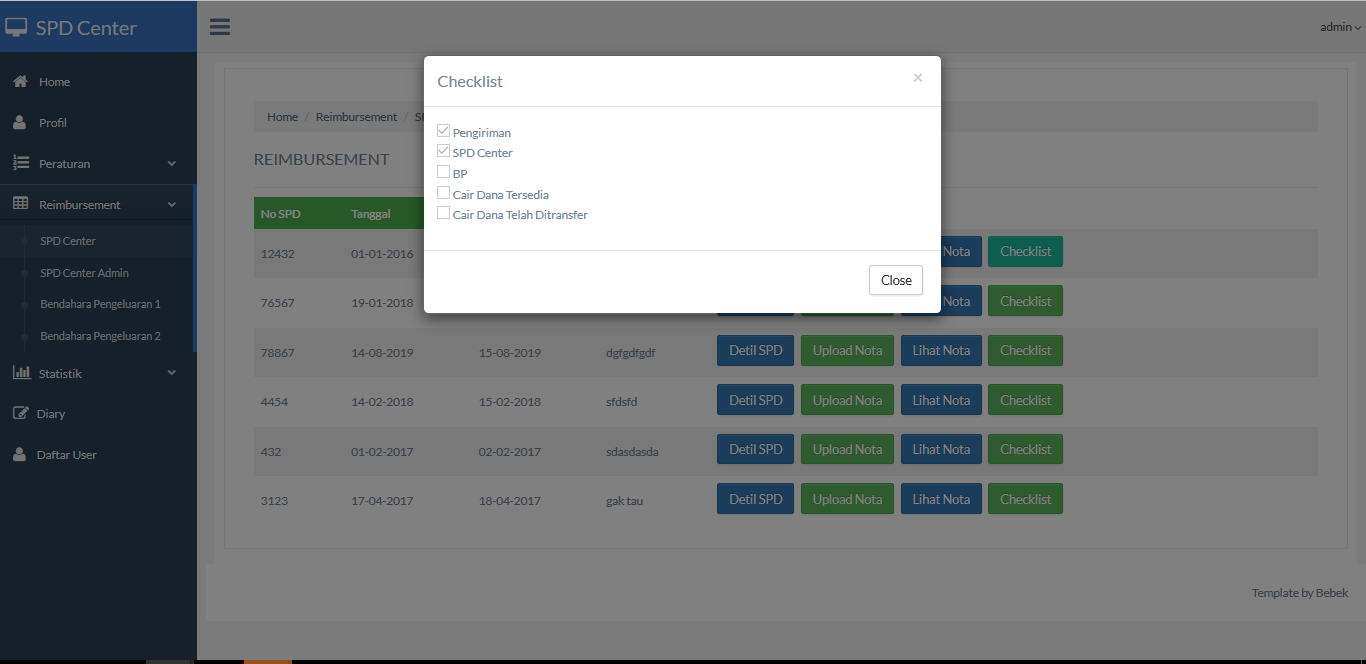 SPD Center
admin
Home
Profil
Peraturan
Reimbursement
SPD Center
SPD Center Admin
Bendahara Pengeluaran 1
Bendahara Pengeluaran 2
Statistik
Diary
Daftar User
Checklist ×
Pengiriman
SPD Center
BP
Cair Dana Tersedia
Cair Dana Telah Ditransfer
Close
Home / Reimbursement /
REIMBURSEMENT
No SPD Tanggal
12432 01-01-2016 Nota Checklist
76567 19-01-2018 Nota Checklist
78867 14-08-2019 15-08-2019 dgfgdfgdf Detil SPD Upload Nota Lihat Nota Checklist
4454 14-02-2018 15-02-2018 sfdsfd Detil SPD Upload Nota Lihat Nota Checklist
432 01-02-2017 02-02-2017 sdasdasda Detil SPD Upload Nota Lihat Nota Checklist
3123 17-04-2017 18-04-2017 gak tau Detil SPD Upload Nota Lihat Nota Checklist
Template by Bebek